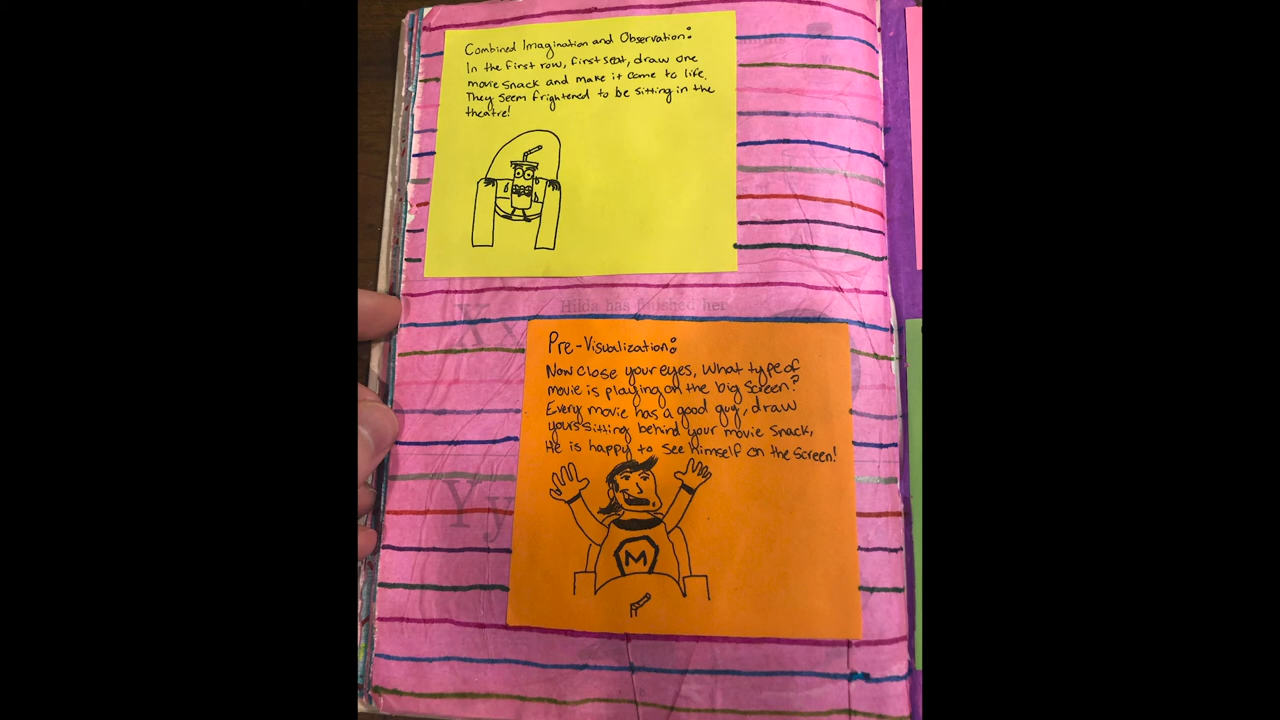 Combined Imagination and Observation:
In the first row, first seat, draw one
movie snack and make it come to life.
They seem frightened to be sitting in the
theatre!
Hilda has finished her
Xx
Pre-Visualization:
Now close your eyes, What type of
movie is playing on the big screen?
Every movie has a good guy, draw
yours sitting behind your movie snack,
He is happy to see himself on the screen!
Yy
M